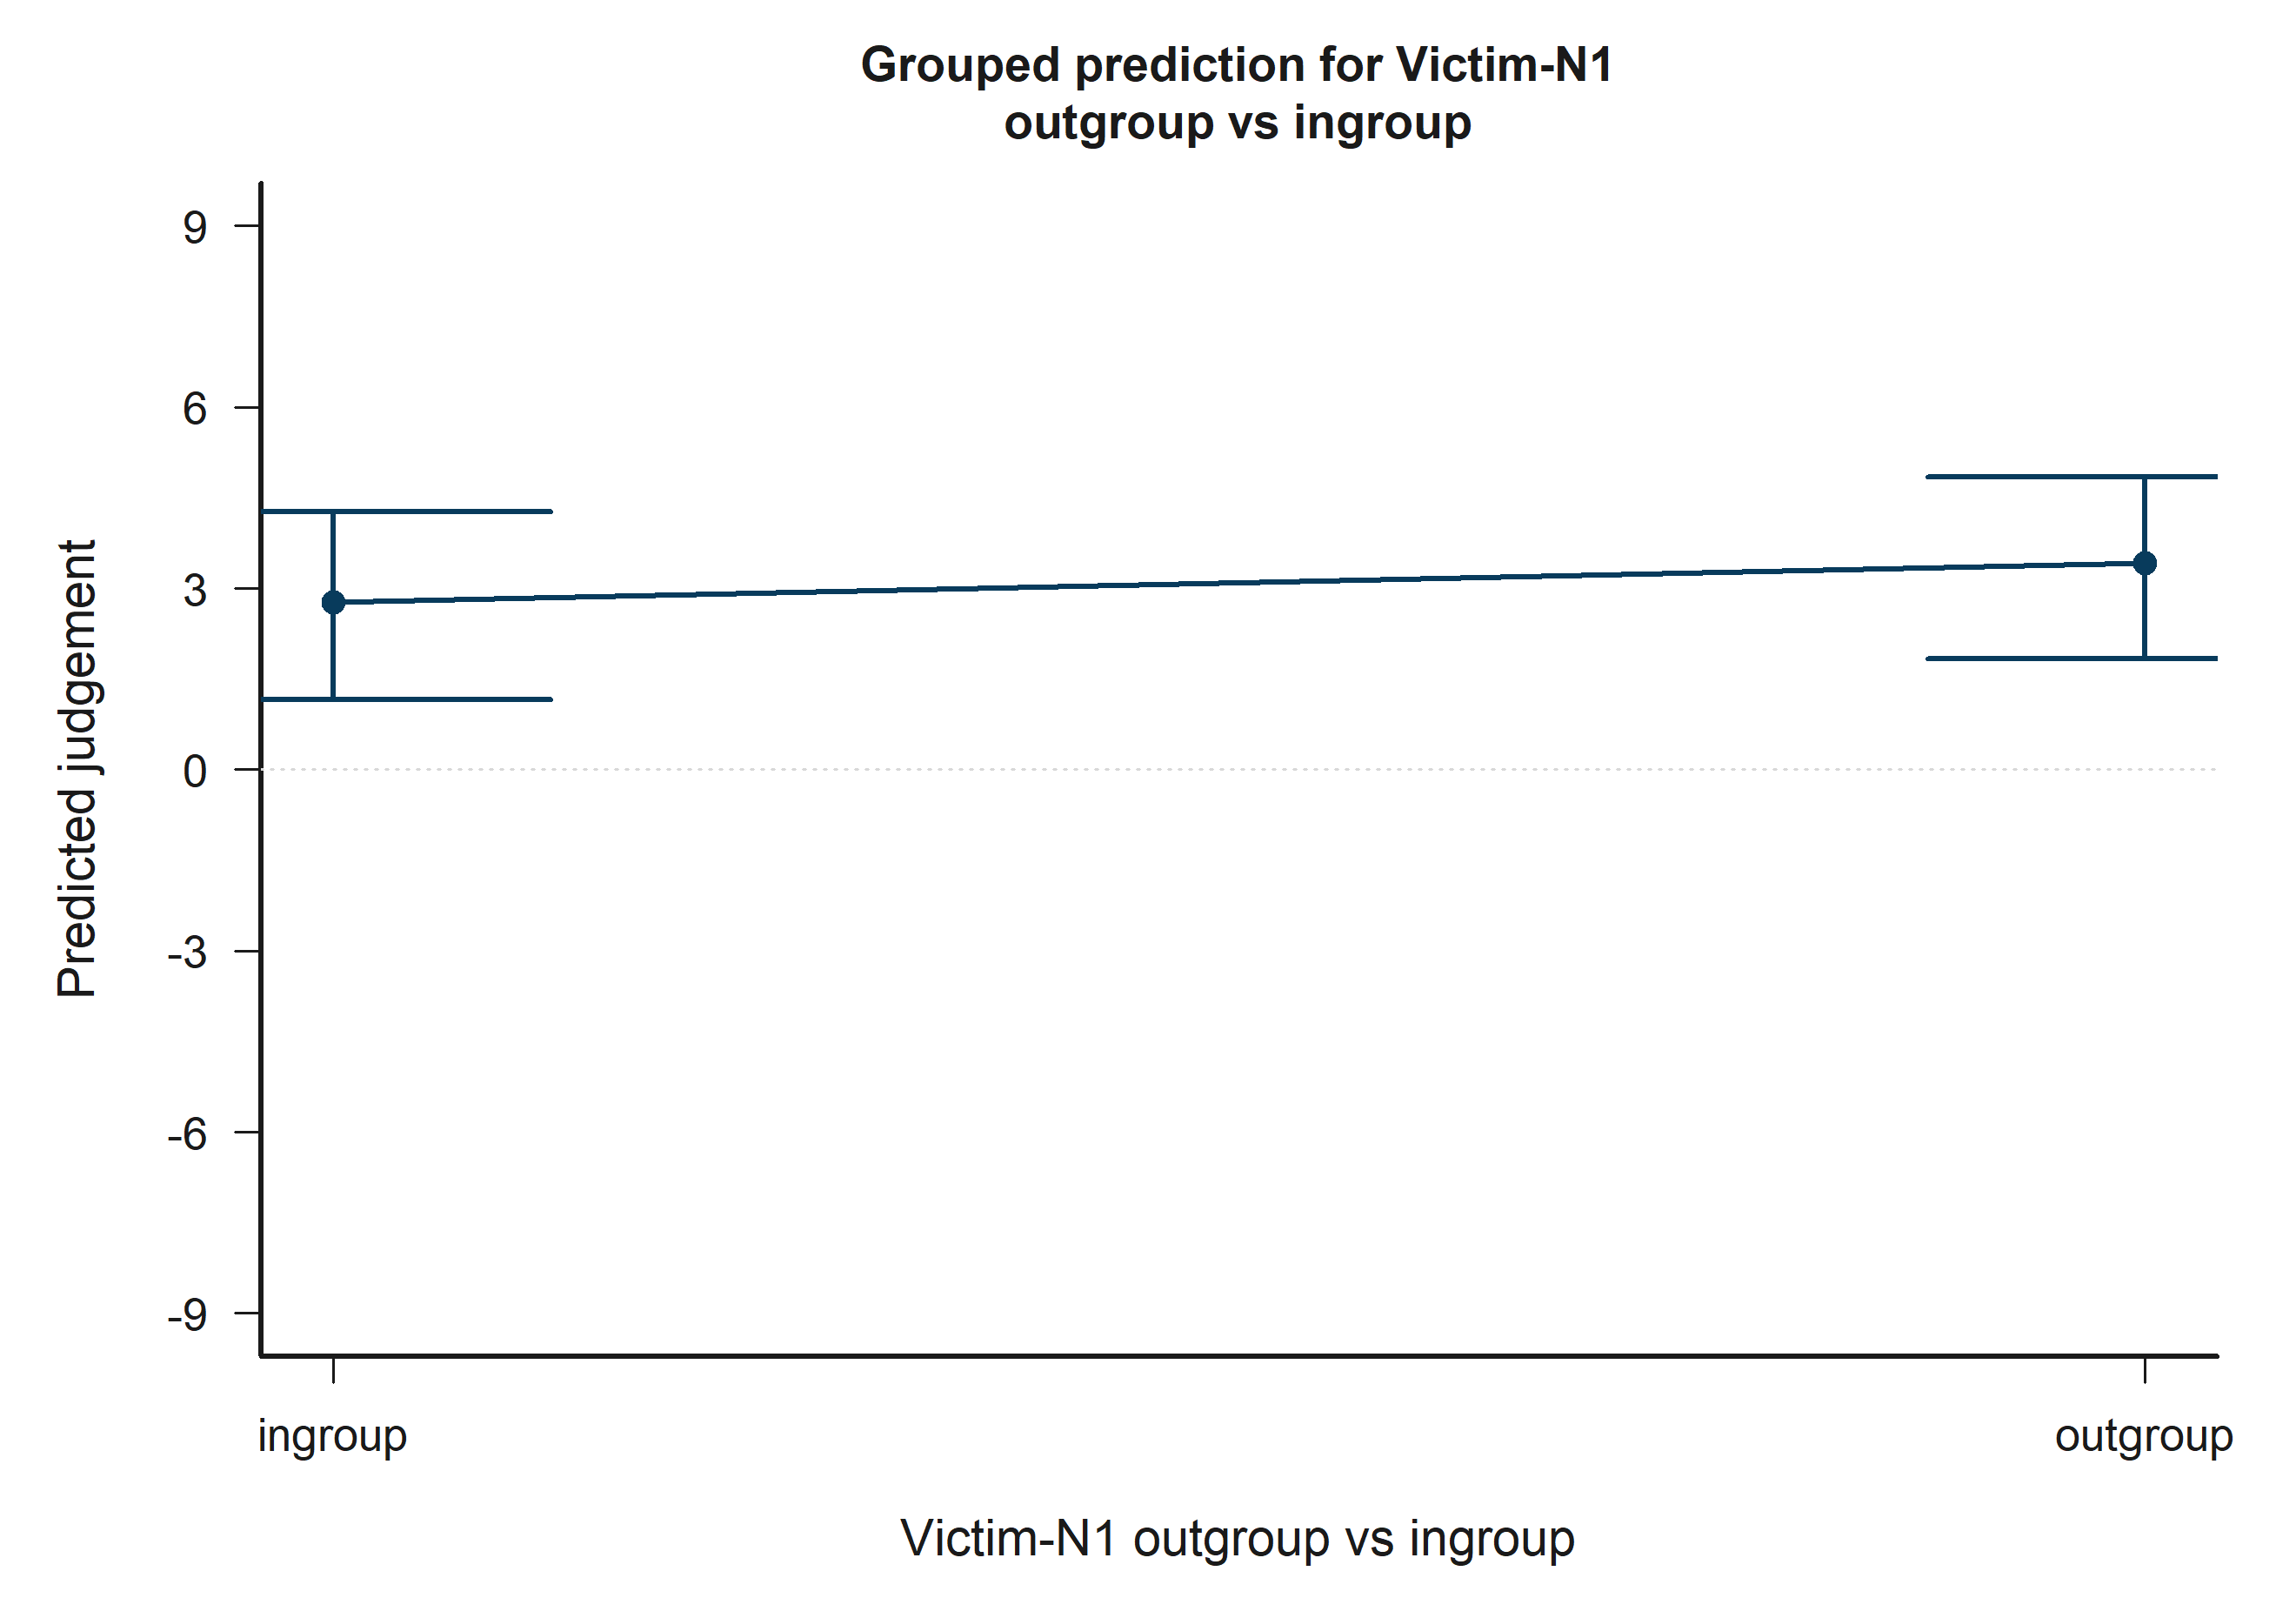 Grouped prediction for Victim-N1
outgroup vs ingroup
9
6
3
0
-3
-6
-9
Predicted judgement
ingroup
outgroup
Victim-N1 outgroup vs ingroup